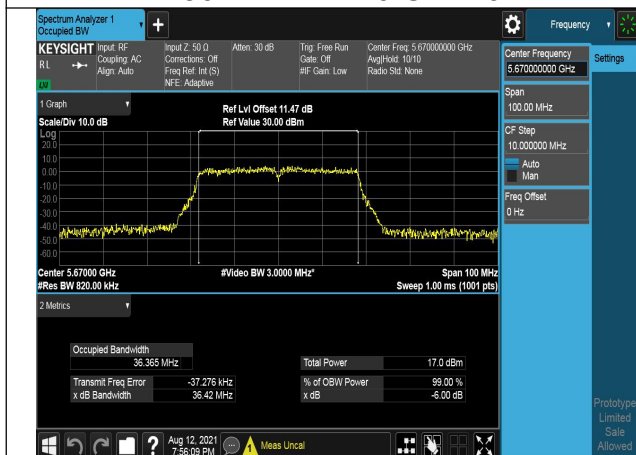 Spectrum Analyzer 1
Occupied BW
Frequency
KEYSIGHT
R L
Input: RF
Coupling: AC
Align: Auto
Input Z: 50 Ω
Corrections: Off
Freq Ref: Int (S)
NFE: Adaptive
Atten: 30 dB
Trig: Free Run
Gate: Off
#IF Gain: Low
Center Freq: 5.670000000 GHz
Avg|Hold: 10/10
Radio Std: None
Center Frequency
5.670000000 GHz
Settings
Span
100.00 MHz
CF Step
10.000000 MHz
Auto
Man
Freq Offset
0 Hz
1 Graph
Scale/Div 10.0 dB
Ref Lvl Offset 11.47 dB
Ref Value 30.00 dBm
Log
20.0
10.0
0.00
-10.0
-20.0
-30.0
-40.0
-50.0
-60.0
Center 5.67000 GHz
#Res BW 820.00 kHz
#Video BW 3.0000 MHz*
Span 100 MHz
Sweep 1.00 ms (1001 pts)
2 Metrics
Occupied Bandwidth
36.365 MHz
Total Power 17.0 dBm
Transmit Freq Error -37.276 kHz
% of OBW Power 99.00 %
x dB Bandwidth 36.42 MHz
x dB -6.00 dB
Prototype
Limited
Sale
Allowed
?
Aug 12, 2021
7:56:09 PM
Meas Uncal